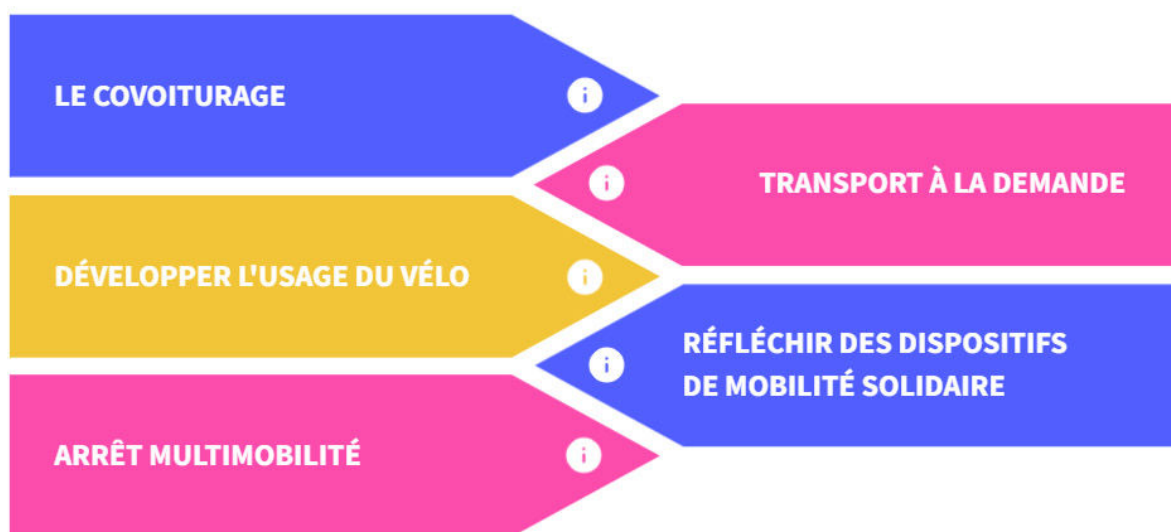 LE COVOITURAGE
TRANSPORT À LA DEMANDE
DÉVELOPPER L'USAGE DU VÉLO
RÉFLÉCHIR DES DISPOSITIFS
DE MOBILITÉ SOLIDAIRE
ARRÊT MULTIMOBILITÉ